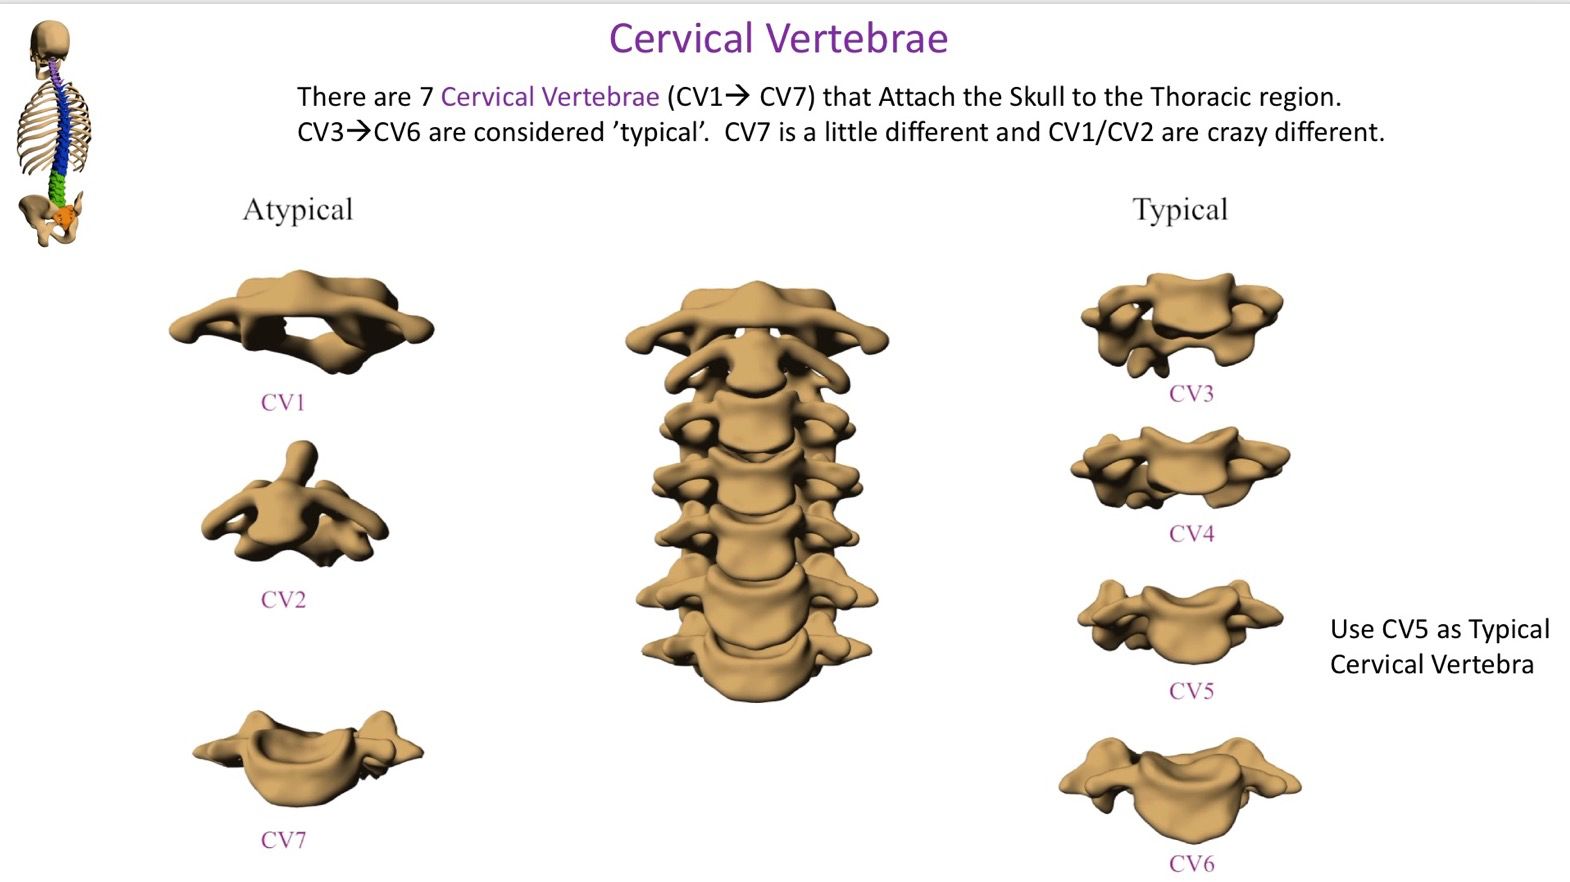 Cervical Vertebrae
There are 7 Cervical Vertebrae (CV1→ CV7) that Attach the Skull to the Thoracic region.
CV3→CV6 are considered ’typical’.  CV7 is a little different and CV1/CV2 are crazy different.
Atypical
Typical
CV1
CV3
CV2
CV4
Use CV5 as Typical
Cervical Vertebra
CV5
CV7
CV6